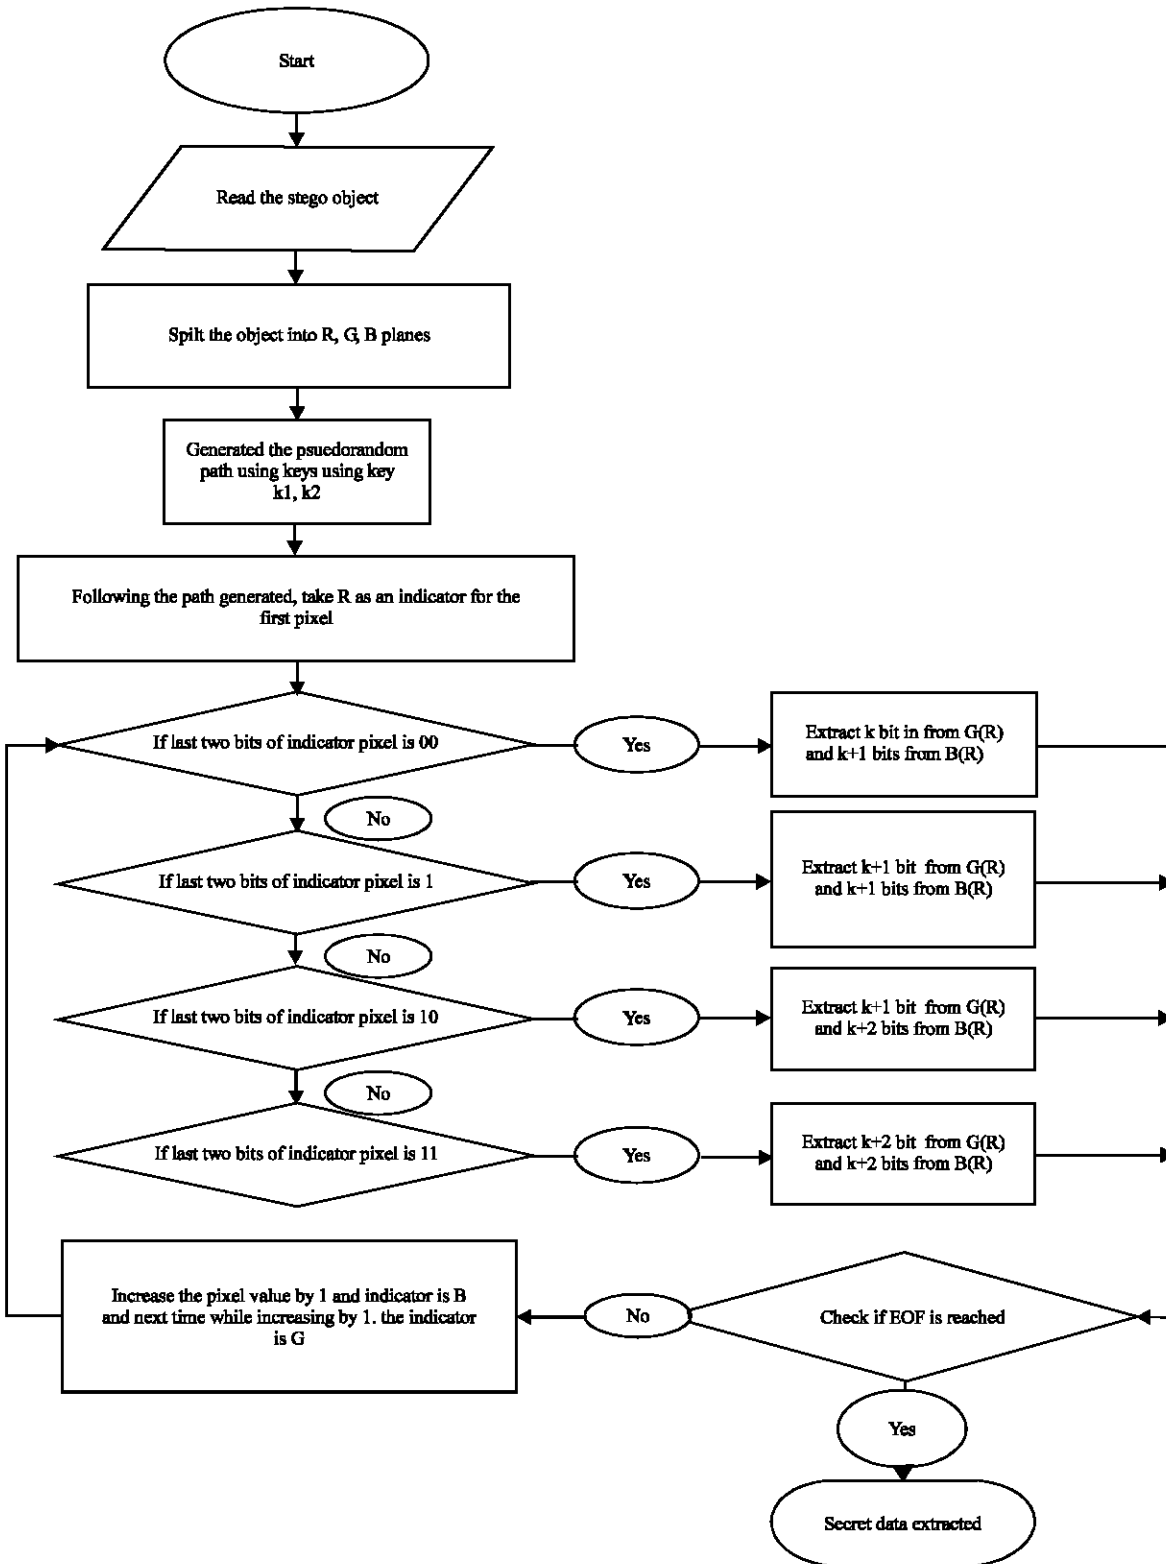 Start
Read the stego object
Spilt the object into R, G, B planes
Generated the psuedorandom
path using keys using key
k1, k2
Following the path generated, take R as an indicator for the
first pixel
If last two bits of indicator pixel is 00
Yes
Extract k bit in from G(R)
and k+1 bits from B(R)
No
If last two bits of indicator pixel is 1
Yes
Extract k+1 bit from G(R)
and k+1 bits from B(R)
No
If last two bits of indicator pixel is 10
Yes
Extract k+1 bit from G(R)
and k+2 bits from B(R)
No
If last two bits of indicator pixel is 11
Yes
Extract k+2 bit from G(R)
and k+2 bits from B(R)
Increase the pixel value by 1 and indicator is B
and next time while increasing by 1. the indicator
is G
No
Check if EOF is reached
Yes
Secret data extracted